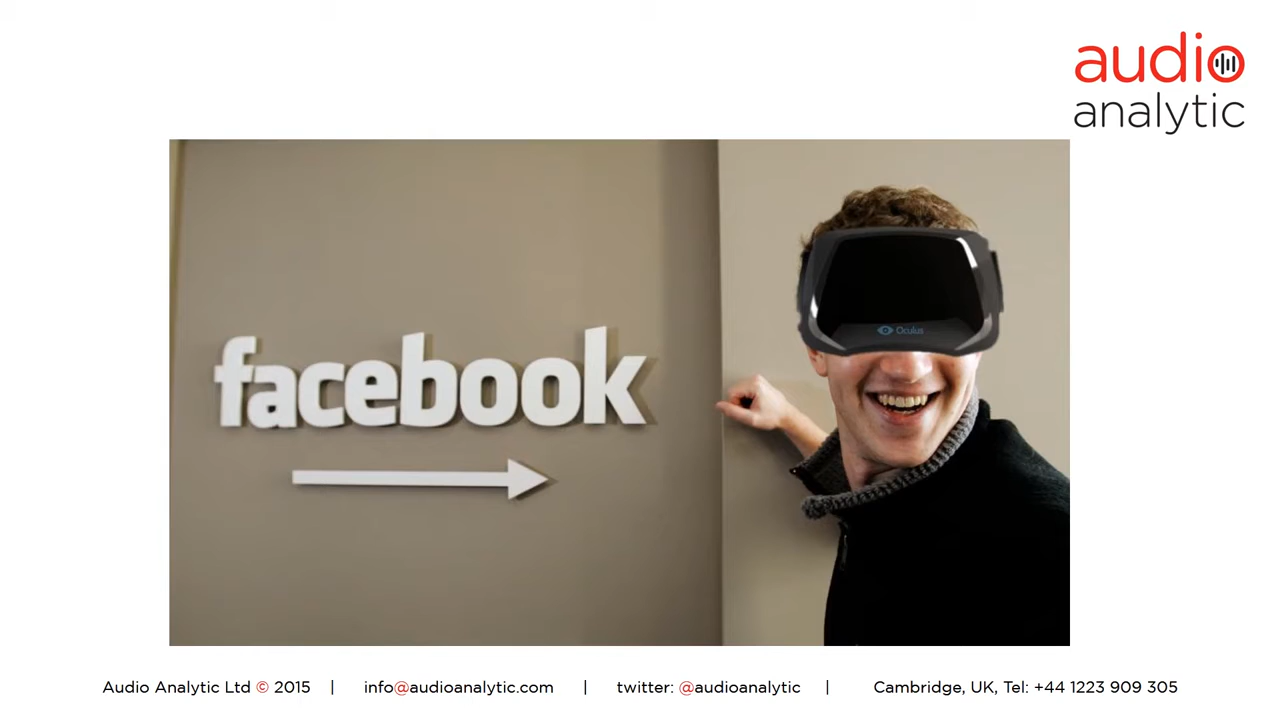 audio
analytic
facebook
Oculus
Audio Analytic Ltd © 2015 | info@audioanalytic.com | twitter: @audioanalytic | Cambridge, UK, Tel: +44 1223 909 305